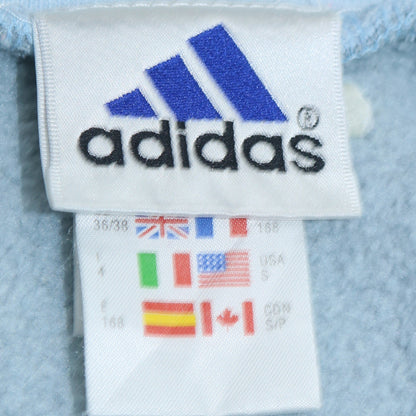 adidas®
36/38 168
I 4 USA S
E 168 CDN S/P